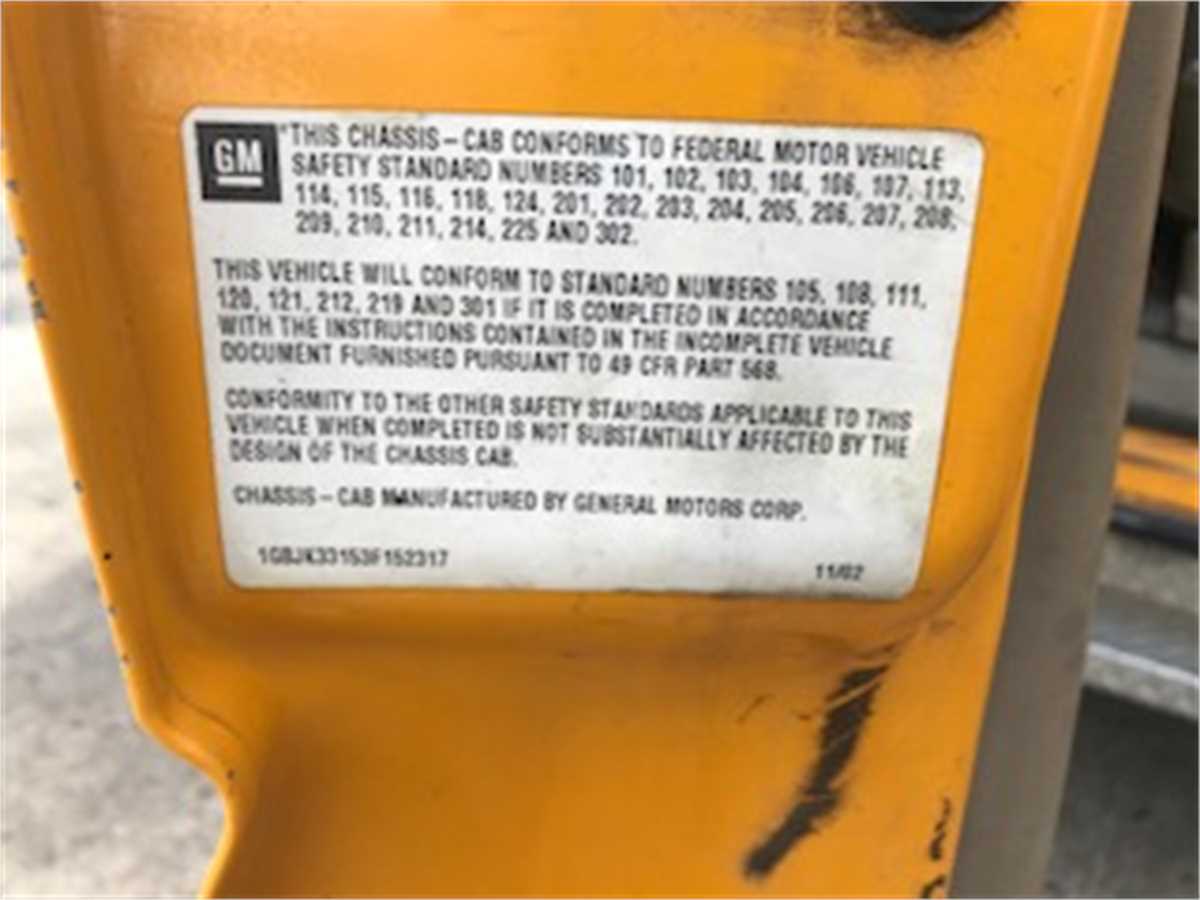 GM
*THIS CHASSIS – CAB CONFORMS TO FEDERAL MOTOR VEHICLE
SAFETY STANDARD NUMBERS 101, 102, 103, 104, 106, 107, 113,
114, 115, 116, 118, 124, 201, 202, 203, 204, 205, 206, 207, 208,
209, 210, 211, 214, 225 AND 302.
THIS VEHICLE WILL CONFORM TO STANDARD NUMBERS 105, 108, 111,
120, 121, 212, 219 AND 301 IF IT IS COMPLETED IN ACCORDANCE
WITH THE INSTRUCTIONS CONTAINED IN THE INCOMPLETE VEHICLE
DOCUMENT FURNISHED PURSUANT TO 49 CFR PART 568.
CONFORMITY TO THE OTHER SAFETY STANDARDS APPLICABLE TO THIS
VEHICLE WHEN COMPLETED IS NOT SUBSTANTIALLY AFFECTED BY THE
DESIGN OF THE CHASSIS CAB.
CHASSIS – CAB MANUFACTURED BY GENERAL MOTORS CORP.
1GBJK33153F152317
11/02